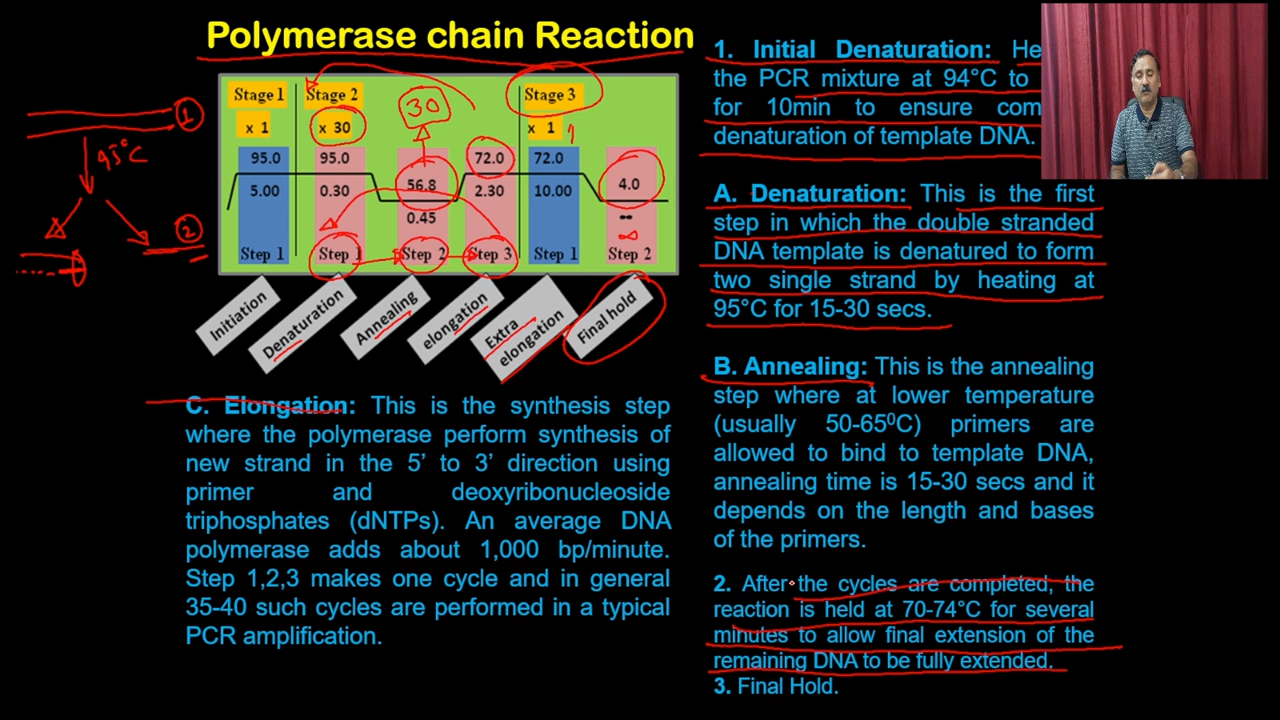 Polymerase chain Reaction
Stage 1
Stage 2
Stage 3
x 1
x 30
30
x 1
1
95.0
95.0
56.8
72.0
72.0
4.0
5.00
0.30
0.45
2.30
10.00
∞
∞
Step 1
Step 1
Step 2
Step 3
Step 1
Step 2
Initiation
Denaturation
Annealing
elongation
Extra
elongation
Final hold
1
95°C
2
C. Elongation: This is the synthesis step
where the polymerase perform synthesis of
new strand in the 5’ to 3’ direction using
primer and deoxyribonucleoside
triphosphates (dNTPs). An average DNA
polymerase adds about 1,000 bp/minute.
Step 1,2,3 makes one cycle and in general
35-40 such cycles are performed in a typical
PCR amplification.
1. Initial Denaturation: He
the PCR mixture at 94°C to
for 10min to ensure com
denaturation of template DNA.
A. Denaturation: This is the first
step in which the double stranded
DNA template is denatured to form
two single strand by heating at
95°C for 15-30 secs.
B. Annealing: This is the annealing
step where at lower temperature
(usually 50-65⁰C) primers are
allowed to bind to template DNA,
annealing time is 15-30 secs and it
depends on the length and bases
of the primers.
2. After the cycles are completed, the
reaction is held at 70-74°C for several
minutes to allow final extension of the
remaining DNA to be fully extended.
3. Final Hold.